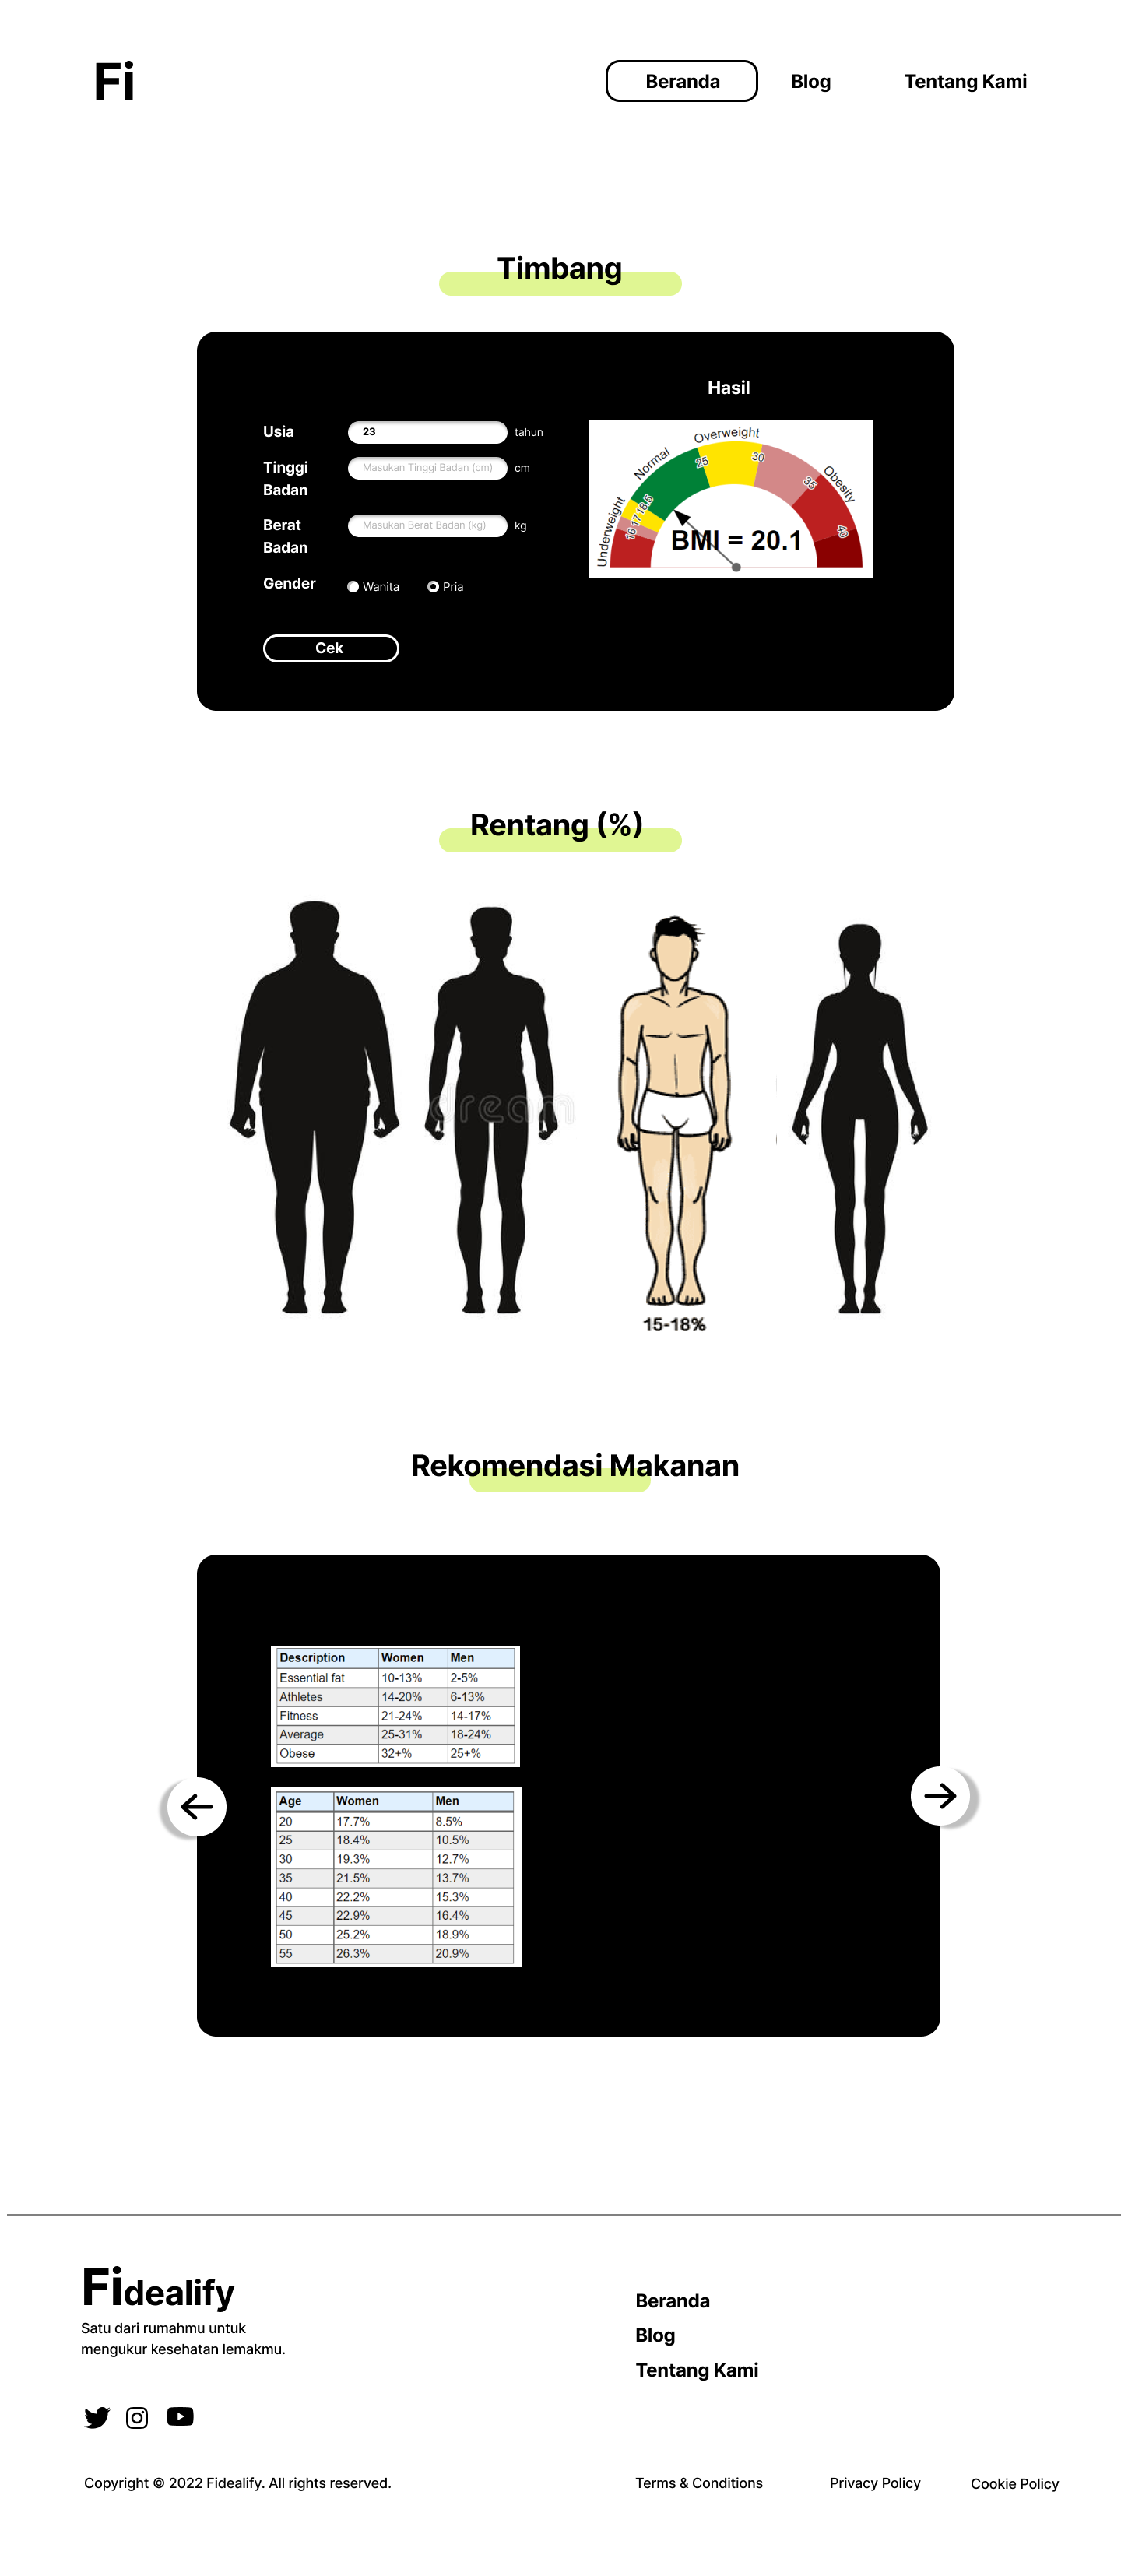 Fi
Beranda
Blog
Tentang Kami
Timbang
Hasil
Usia
23
tahun
Tinggi
Badan
Masukan Tinggi Badan (cm)
cm
Berat
Badan
Masukan Berat Badan (kg)
kg
Gender
Wanita
Pria
Cek
Underweight
Normal
Overweight
Obesity
16
17
18.5
25
30
35
40
BMI = 20.1
Rentang (%)
dream
15-18%
Rekomendasi Makanan
Description Women Men
Essential fat 10-13% 2-5%
Athletes 14-20% 6-13%
Fitness 21-24% 14-17%
Average 25-31% 18-24%
Obese 32+% 25+%
Age Women Men
20 17.7% 8.5%
25 18.4% 10.5%
30 19.3% 12.7%
35 21.5% 13.7%
40 22.2% 15.3%
45 22.9% 16.4%
50 25.2% 18.9%
55 26.3% 20.9%
Fidealify
Satu dari rumahmu untuk
mengukur kesehatan lemakmu.
Beranda
Blog
Tentang Kami
Copyright © 2022 Fidealify. All rights reserved.
Terms & Conditions
Privacy Policy
Cookie Policy